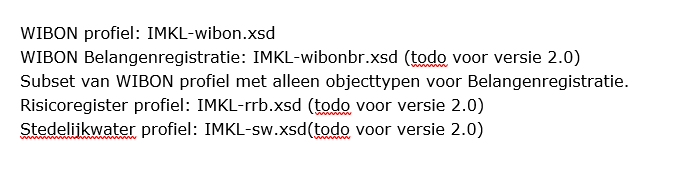 WIBON profiel: IMKL-wibon.xsd
WIBON Belangenregistratie: IMKL-wibonbr.xsd (todo voor versie 2.0)
Subset van WIBON profiel met alleen objecttypen voor Belangenregistratie.
Risicoregister profiel: IMKL-rrb.xsd (todo voor versie 2.0)
Stedelijkwater profiel: IMKL-sw.xsd(todo voor versie 2.0)